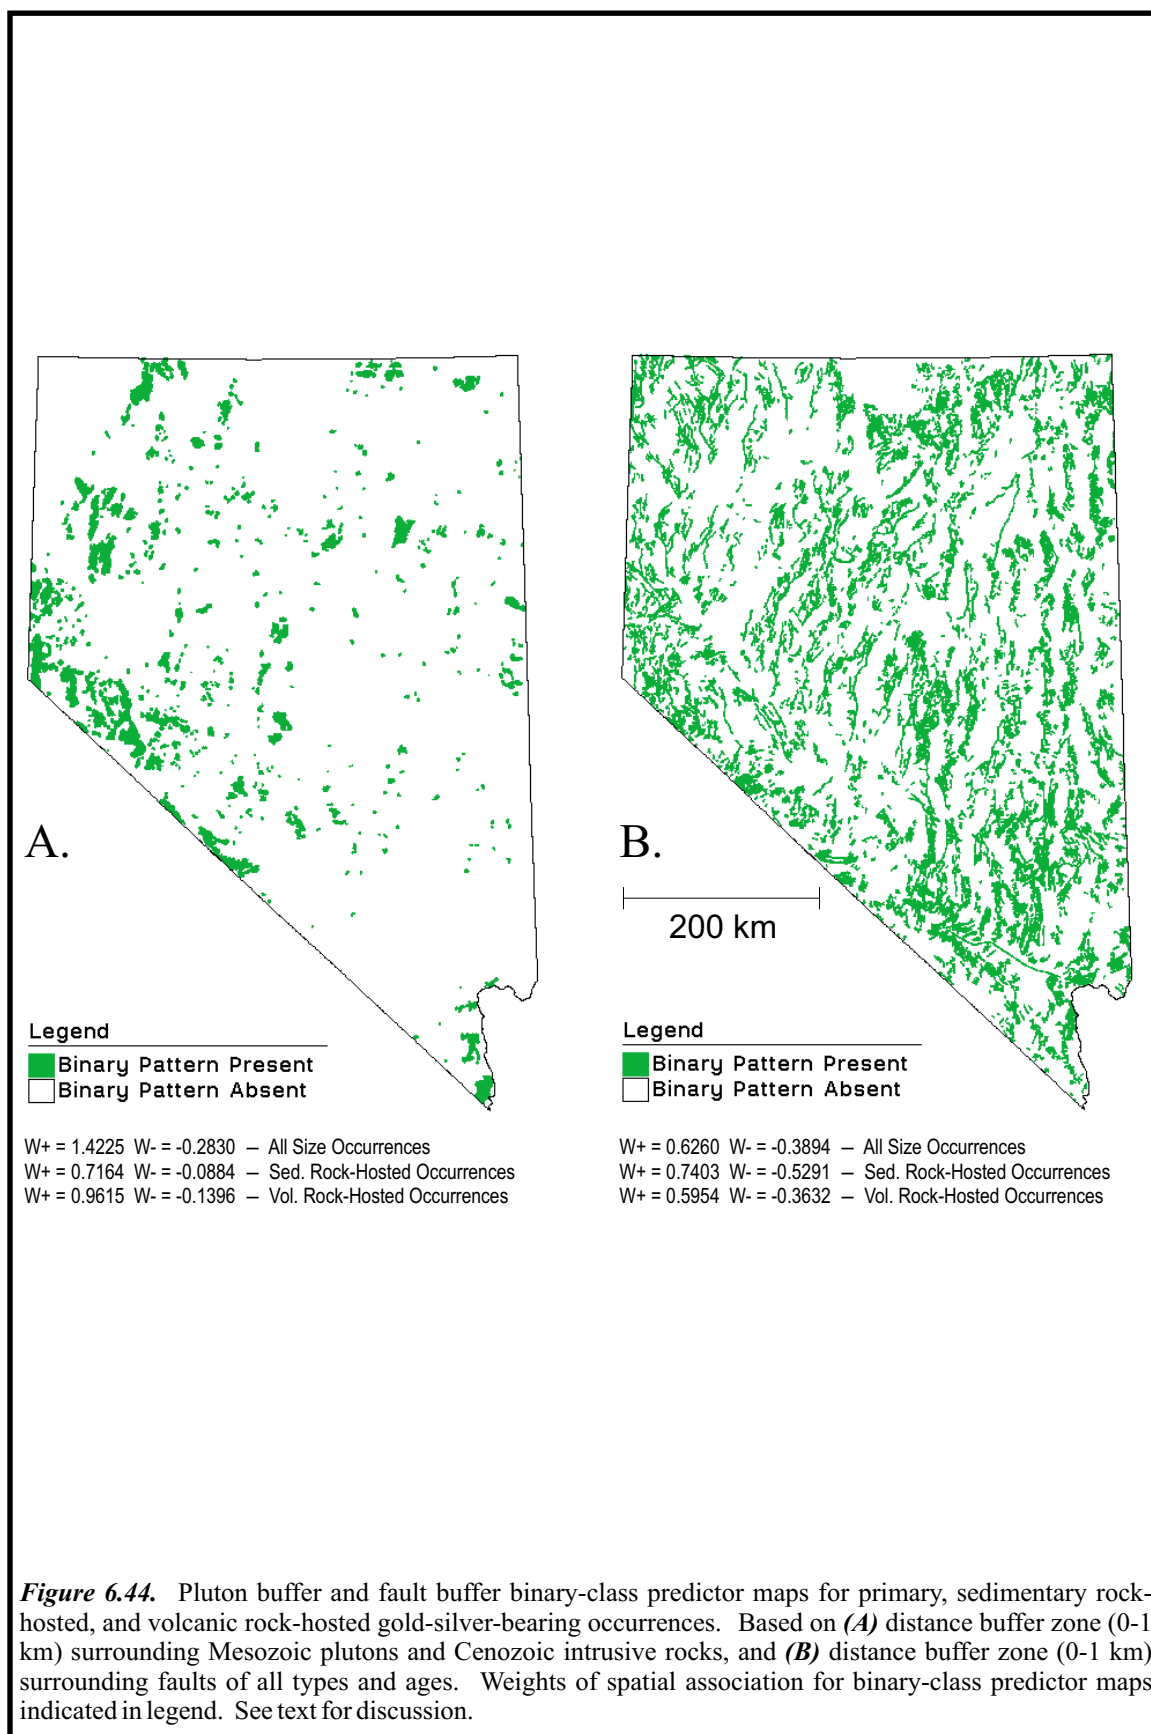 A.
B.
200 km
Legend
Binary Pattern Present
Binary Pattern Absent
W+ = 1.4225 W- = -0.2830 – All Size Occurrences
W+ = 0.7164 W- = -0.0884 – Sed. Rock-Hosted Occurrences
W+ = 0.9615 W- = -0.1396 – Vol. Rock-Hosted Occurrences
Legend
Binary Pattern Present
Binary Pattern Absent
W+ = 0.6260 W- = -0.3894 – All Size Occurrences
W+ = 0.7403 W- = -0.5291 – Sed. Rock-Hosted Occurrences
W+ = 0.5954 W- = -0.3632 – Vol. Rock-Hosted Occurrences
Figure 6.44. Pluton buffer and fault buffer binary-class predictor maps for primary, sedimentary rock-
hosted, and volcanic rock-hosted gold-silver-bearing occurrences. Based on (A) distance buffer zone (0-1
km) surrounding Mesozoic plutons and Cenozoic intrusive rocks, and (B) distance buffer zone (0-1 km)
surrounding faults of all types and ages. Weights of spatial association for binary-class predictor maps
indicated in legend. See text for discussion.